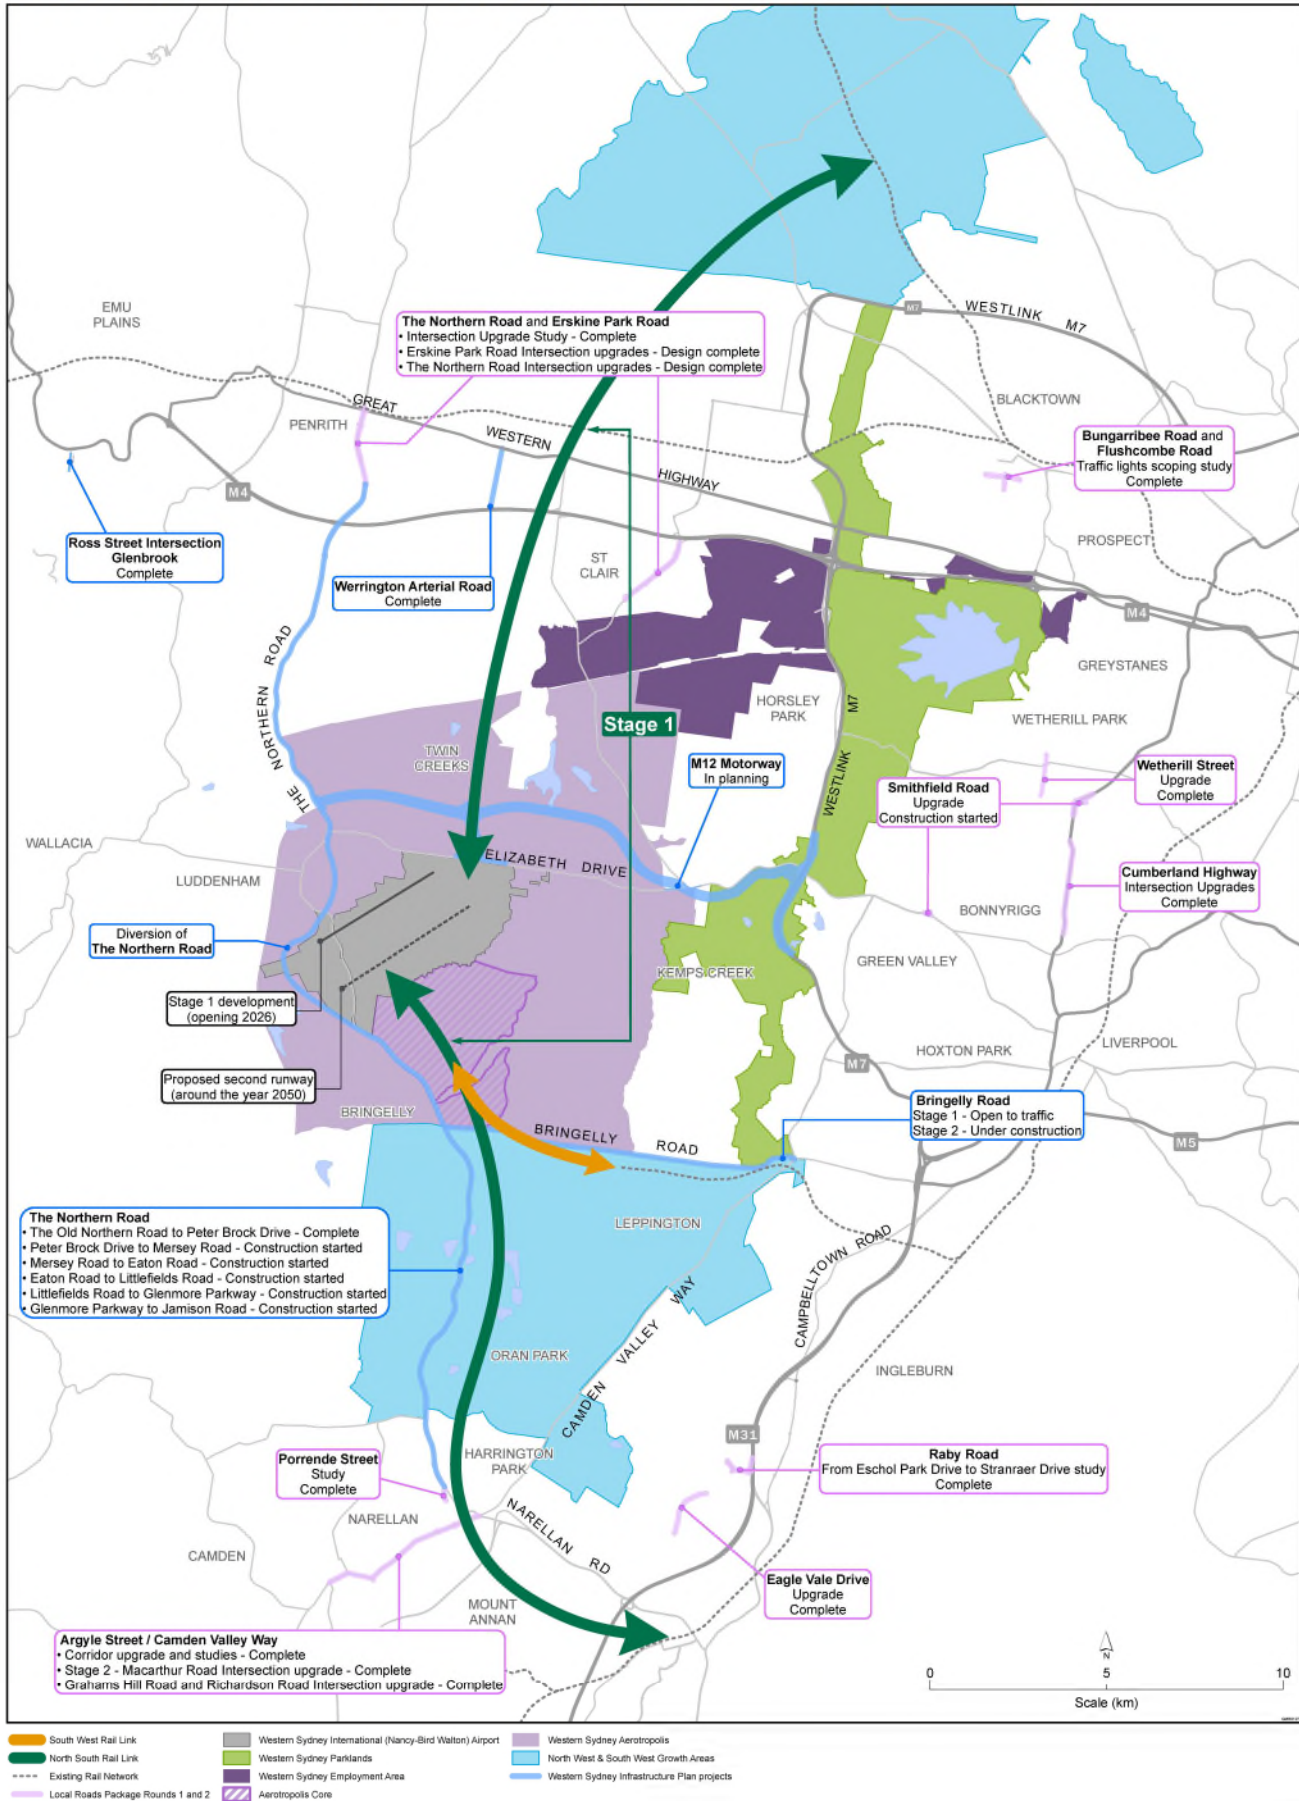 EMU
PLAINS
The Northern Road and Erskine Park Road
• Intersection Upgrade Study - Complete
• Erskine Park Road Intersection upgrades - Design complete
• The Northern Road Intersection upgrades - Design complete
M7
WESTLINK M7
PENRITH
GREAT
WESTERN
HIGHWAY
BLACKTOWN
Bungarribee Road and
Flushcombe Road
Traffic lights scoping study
Complete
M4
Ross Street Intersection
Glenbrook
Complete
Werrington Arterial Road
Complete
ST
CLAIR
PROSPECT
M4
GREYSTANES
THE NORTHERN ROAD
HORSLEY
PARK
M7
WESTLINK
WETHERILL PARK
Stage 1
TWIN
CREEKS
M12 Motorway
In planning
Smithfield Road
Upgrade
Construction started
Wetherill Street
Upgrade
Complete
WALLACIA
LUDDENHAM
ELIZABETH DRIVE
Cumberland Highway
Intersection Upgrades
Complete
BONNYRIGG
Diversion of
The Northern Road
KEMPS CREEK
GREEN VALLEY
Stage 1 development
(opening 2026)
Proposed second runway
(around the year 2050)
M7
HOXTON PARK
LIVERPOOL
BRINGELLY
BRINGELLY ROAD
Bringelly Road
Stage 1 - Open to traffic
Stage 2 - Under construction
M5
The Northern Road
• The Old Northern Road to Peter Brock Drive - Complete
• Peter Brock Drive to Mersey Road - Construction started
• Mersey Road to Eaton Road - Construction started
• Eaton Road to Littlefields Road - Construction started
• Littlefields Road to Glenmore Parkway - Construction started
• Glenmore Parkway to Jamison Road - Construction started
LEPPINGTON
CAMPBELLTOWN ROAD
CAMDEN VALLEY WAY
ORAN PARK
INGLEBURN
M31
HARRINGTON
PARK
Porrende Street
Study
Complete
Raby Road
From Eschol Park Drive to Stranraer Drive study
Complete
NARELLAN
NARELLAN RD
CAMDEN
Eagle Vale Drive
Upgrade
Complete
MOUNT
ANNAN
Argyle Street / Camden Valley Way
• Corridor upgrade and studies - Complete
• Stage 2 - Macarthur Road Intersection upgrade - Complete
• Grahams Hill Road and Richardson Road Intersection upgrade - Complete
N
0 5 10
Scale (km)
South West Rail Link
North South Rail Link
Existing Rail Network
Local Roads Package Rounds 1 and 2
Western Sydney International (Nancy-Bird Walton) Airport
Western Sydney Parklands
Western Sydney Employment Area
Aerotropolis Core
Western Sydney Aerotropolis
North West & South West Growth Areas
Western Sydney Infrastructure Plan projects